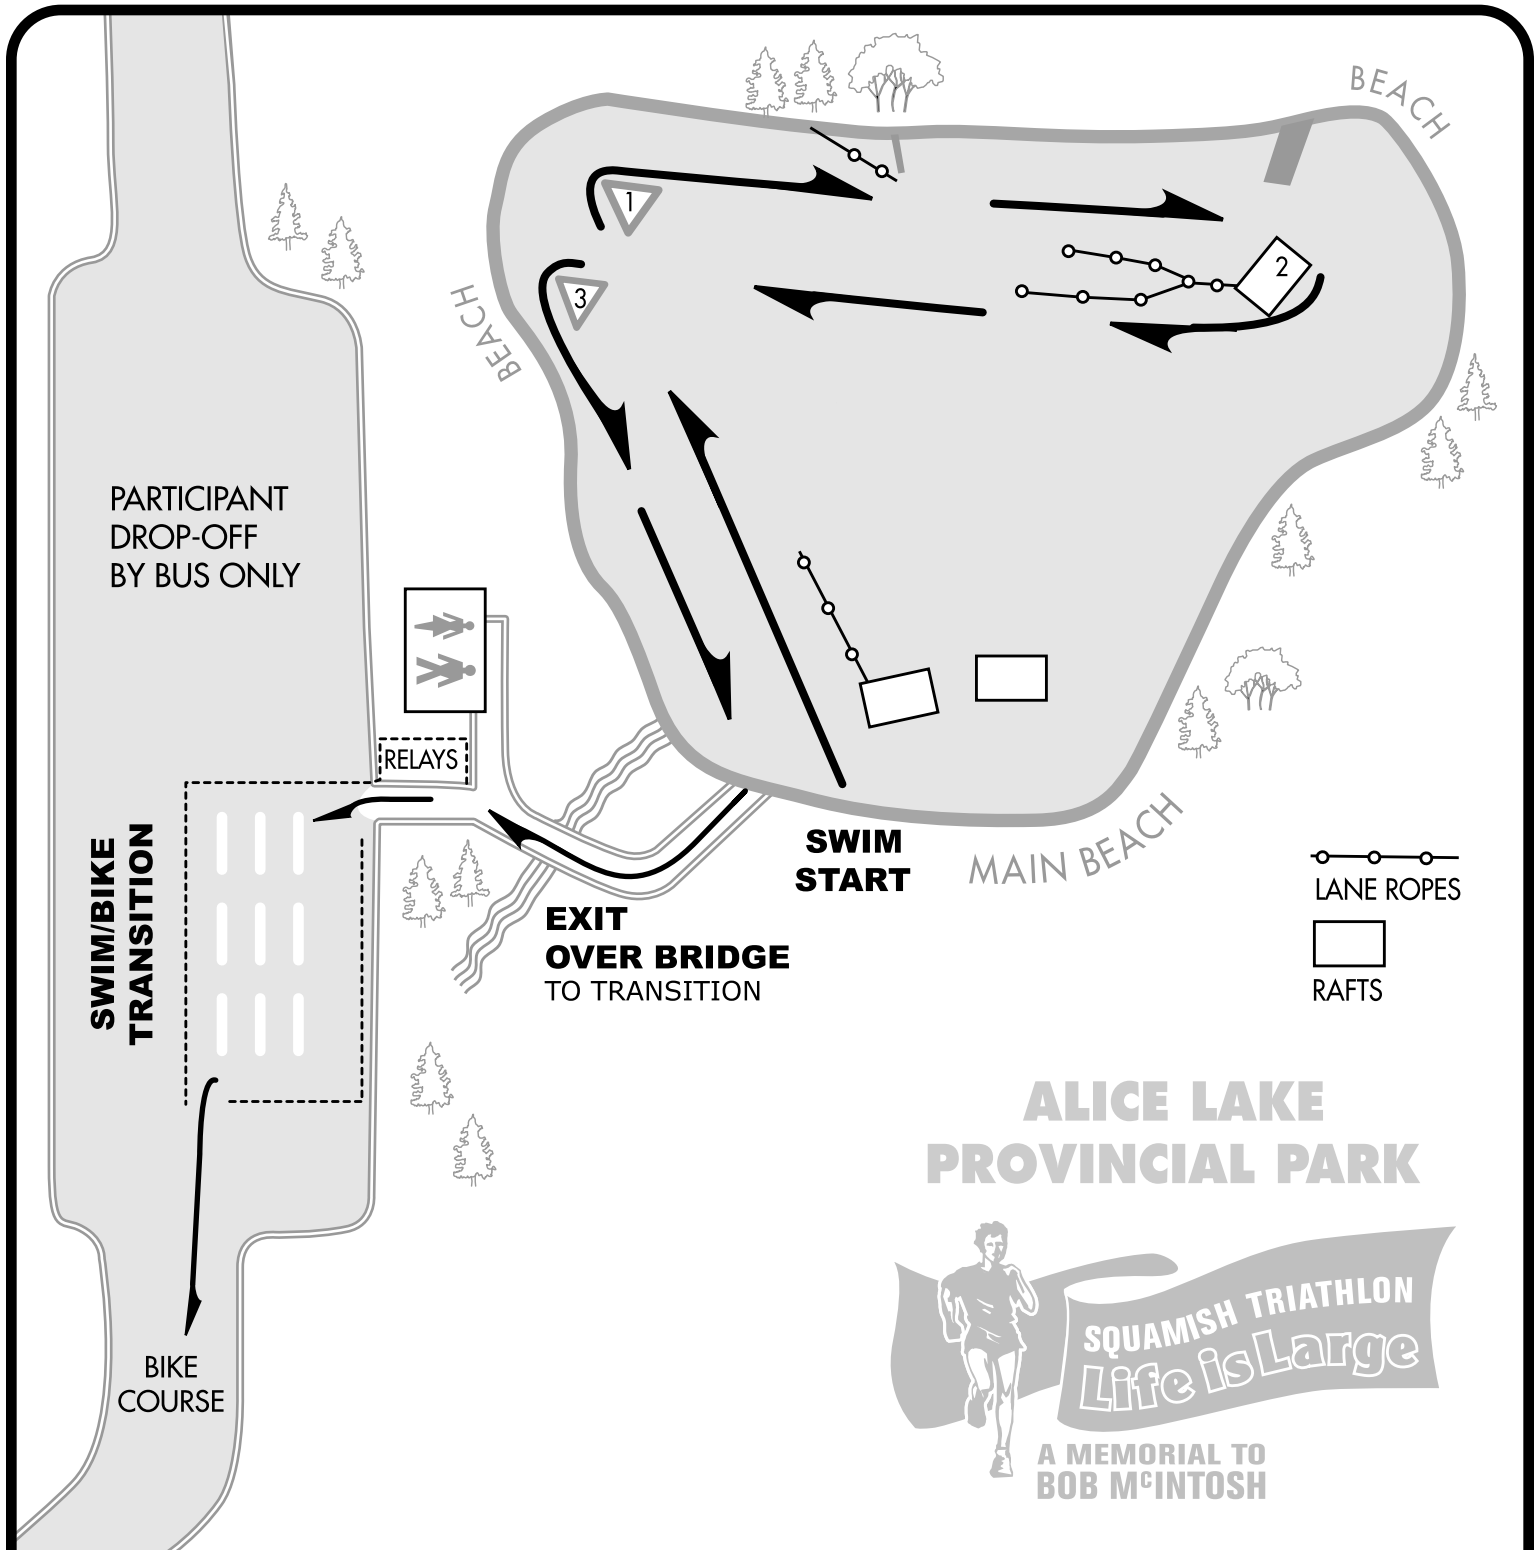 BEACH
1
2
3
BEACH
PARTICIPANT
DROP-OFF
BY BUS ONLY
RELAYS
SWIM/BIKE
TRANSITION
SWIM
START
MAIN BEACH
EXIT
OVER BRIDGE
TO TRANSITION
LANE ROPES
RAFTS
ALICE LAKE
PROVINCIAL PARK
SQUAMISH TRIATHLON
Life is Large
A MEMORIAL TO
BOB McINTOSH
BIKE
COURSE